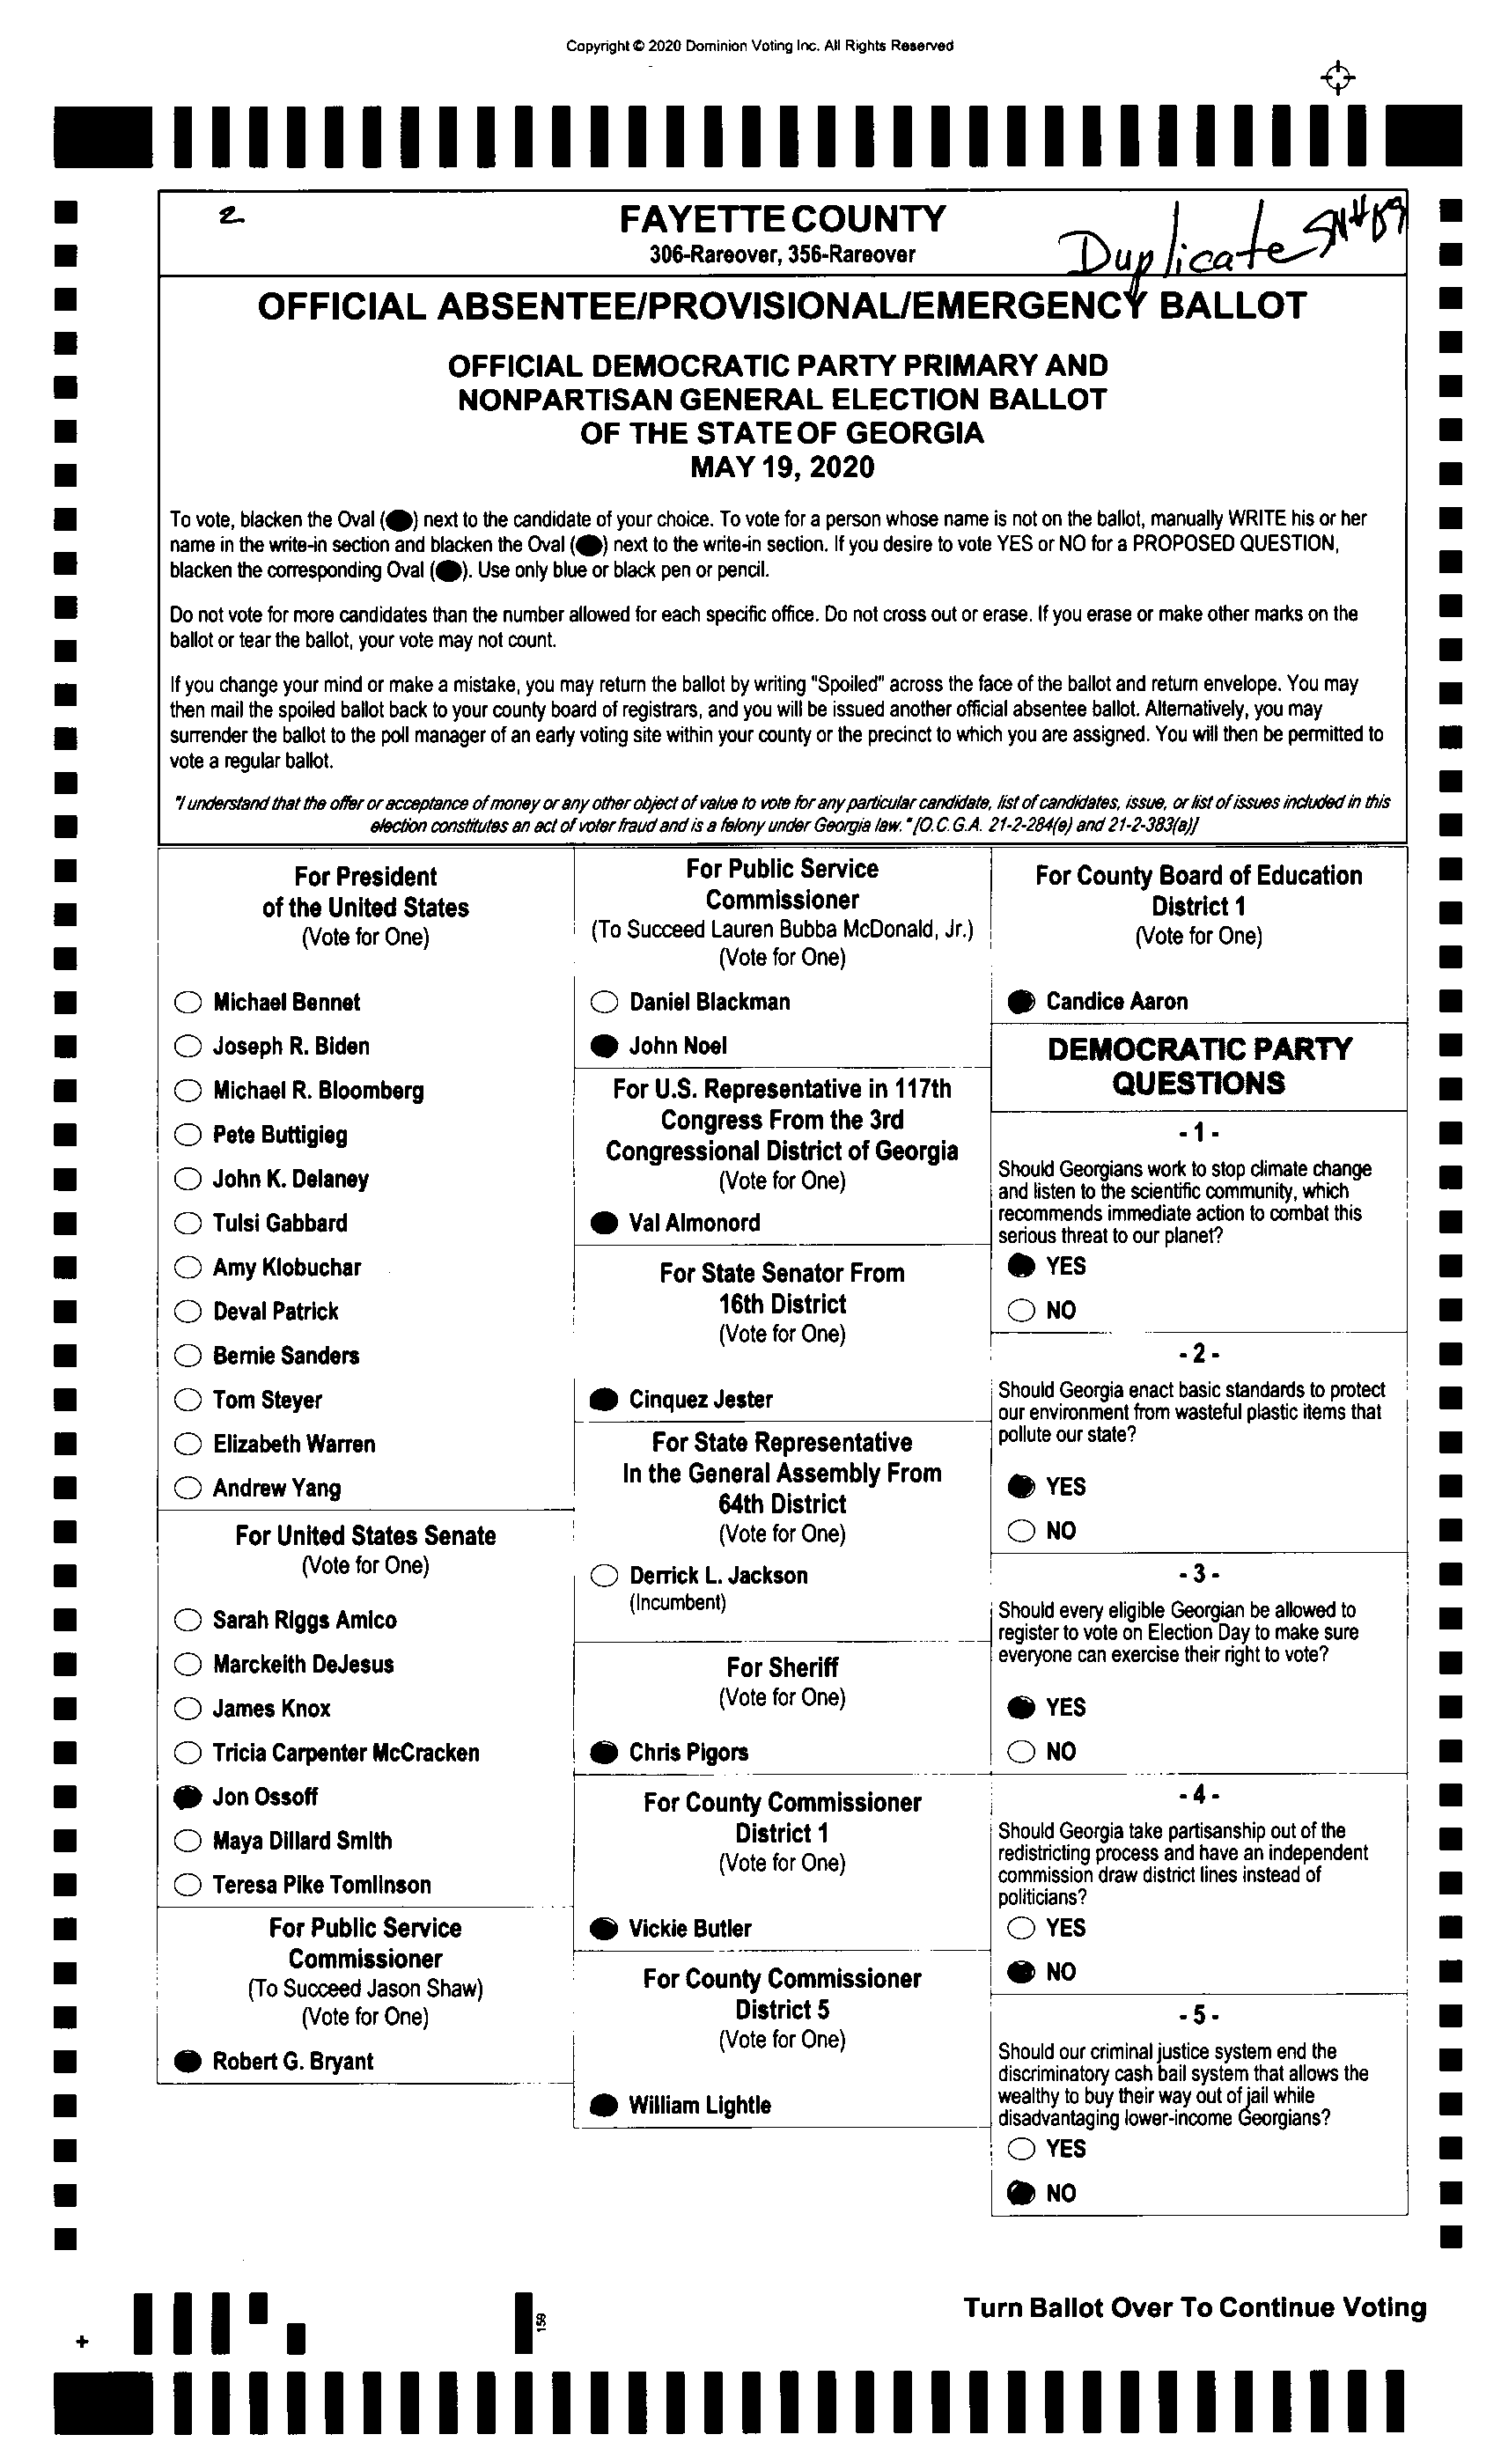 Copyright © 2020 Dominion Voting Inc. All Rights Reserved
2
FAYETTE COUNTY
306-Rareover, 356-Rareover
Duplicate
OFFICIAL ABSENTEE/PROVISIONAL/EMERGENCY BALLOT
OFFICIAL DEMOCRATIC PARTY PRIMARY AND
NONPARTISAN GENERAL ELECTION BALLOT
OF THE STATE OF GEORGIA
MAY 19, 2020
To vote, blacken the Oval (●) next to the candidate of your choice. To vote for a person whose name is not on the ballot, manually WRITE his or her
name in the write-in section and blacken the Oval (●) next to the write-in section. If you desire to vote YES or NO for a PROPOSED QUESTION,
blacken the corresponding Oval (●). Use only blue or black pen or pencil.
Do not vote for more candidates than the number allowed for each specific office. Do not cross out or erase. If you erase or make other marks on the
ballot or tear the ballot, your vote may not count.
If you change your mind or make a mistake, you may return the ballot by writing "Spoiled" across the face of the ballot and return envelope. You may
then mail the spoiled ballot back to your county board of registrars, and you will be issued another official absentee ballot. Alternatively, you may
surrender the ballot to the poll manager of an early voting site within your county or the precinct to which you are assigned. You will then be permitted to
vote a regular ballot.
"I understand that the offer or acceptance of money or any other object of value to vote for any particular candidate, list of candidates, issue, or list of issues included in this
election constitutes an act of voter fraud and is a felony under Georgia law." [O.C.G.A. 21-2-284(e) and 21-2-383(a)]
For President
of the United States
(Vote for One)
Michael Bennet
Joseph R. Biden
Michael R. Bloomberg
Pete Buttigieg
John K. Delaney
Tulsi Gabbard
Amy Klobuchar
Deval Patrick
Bernie Sanders
Tom Steyer
Elizabeth Warren
Andrew Yang
For United States Senate
(Vote for One)
Sarah Riggs Amico
Marckeith DeJesus
James Knox
Tricia Carpenter McCracken
Jon Ossoff
Maya Dillard Smith
Teresa Pike Tomlinson
For Public Service
Commissioner
(To Succeed Jason Shaw)
(Vote for One)
Robert G. Bryant
For Public Service
Commissioner
(To Succeed Lauren Bubba McDonald, Jr.)
(Vote for One)
Daniel Blackman
John Noel
For U.S. Representative in 117th
Congress From the 3rd
Congressional District of Georgia
(Vote for One)
Val Almonord
For State Senator From
16th District
(Vote for One)
Cinquez Jester
For State Representative
In the General Assembly From
64th District
(Vote for One)
Derrick L. Jackson
(Incumbent)
For Sheriff
(Vote for One)
Chris Pigors
For County Commissioner
District 1
(Vote for One)
Vickie Butler
For County Commissioner
District 5
(Vote for One)
William Lightle
For County Board of Education
District 1
(Vote for One)
Candice Aaron
DEMOCRATIC PARTY
QUESTIONS
- 1 -
Should Georgians work to stop climate change
and listen to the scientific community, which
recommends immediate action to combat this
serious threat to our planet?
YES
NO
- 2 -
Should Georgia enact basic standards to protect
our environment from wasteful plastic items that
pollute our state?
YES
NO
- 3 -
Should every eligible Georgian be allowed to
register to vote on Election Day to make sure
everyone can exercise their right to vote?
YES
NO
- 4 -
Should Georgia take partisanship out of the
redistricting process and have an independent
commission draw district lines instead of
politicians?
YES
NO
- 5 -
Should our criminal justice system end the
discriminatory cash bail system that allows the
wealthy to buy their way out of jail while
disadvantaging lower-income Georgians?
YES
NO
159
Turn Ballot Over To Continue Voting